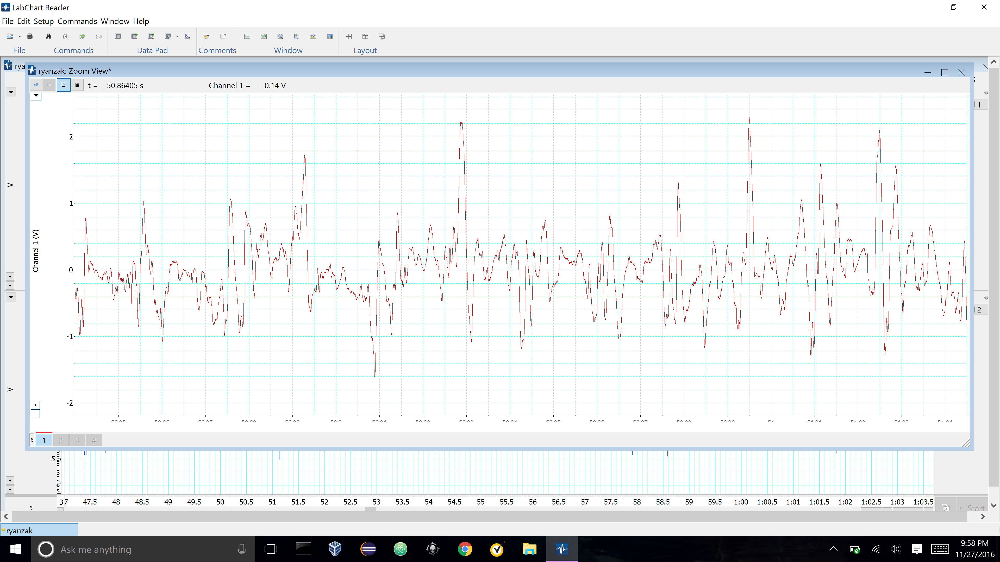 LabChart Reader
File Edit Setup Commands Window Help
File Commands Data Pad Comments Window Layout
rya
ryanzak: Zoom View*
t = 50.86405 s Channel 1 = -0.14 V
1
2
1
0
-1
-2
Channel 1 (V)
V
V
+
-
+
-
2
1 2 3 4
-5
+
-
47.5 48 48.5 49 49.5 50 50.5 51 51.5 52 52.5 53 53.5 54 54.5 55 55.5 56 56.5 57 57.5 58 58.5 59 59.5 1:00 1:00.5 1:01 1:01.5 1:02 1:02.5 1:03 1:03.5
Start
ryanzak
Ask me anything
9:58 PM
11/27/2016